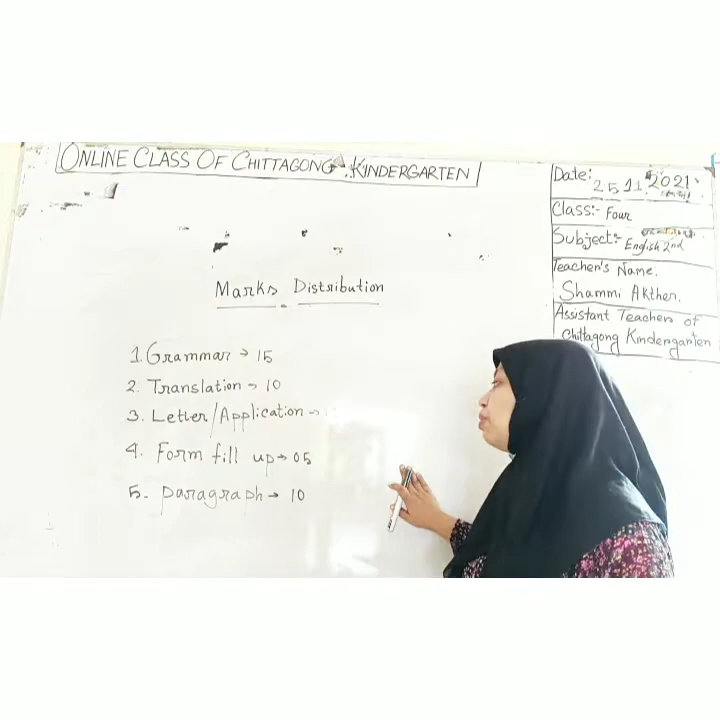 ONLINE CLASS OF CHITTAGONG KINDERGARTEN
Date: 25 11 2021
Class:- Four
Subject:- English 2nd
Teacher's Name:
Shammi Akther.
Assistant Teacher of
Chittagong Kindergarten
Marks Distribution
1. Grammar → 15
2. Translation → 10
3. Letter/Application →
4. Form fill up → 05
5. Paragraph → 10